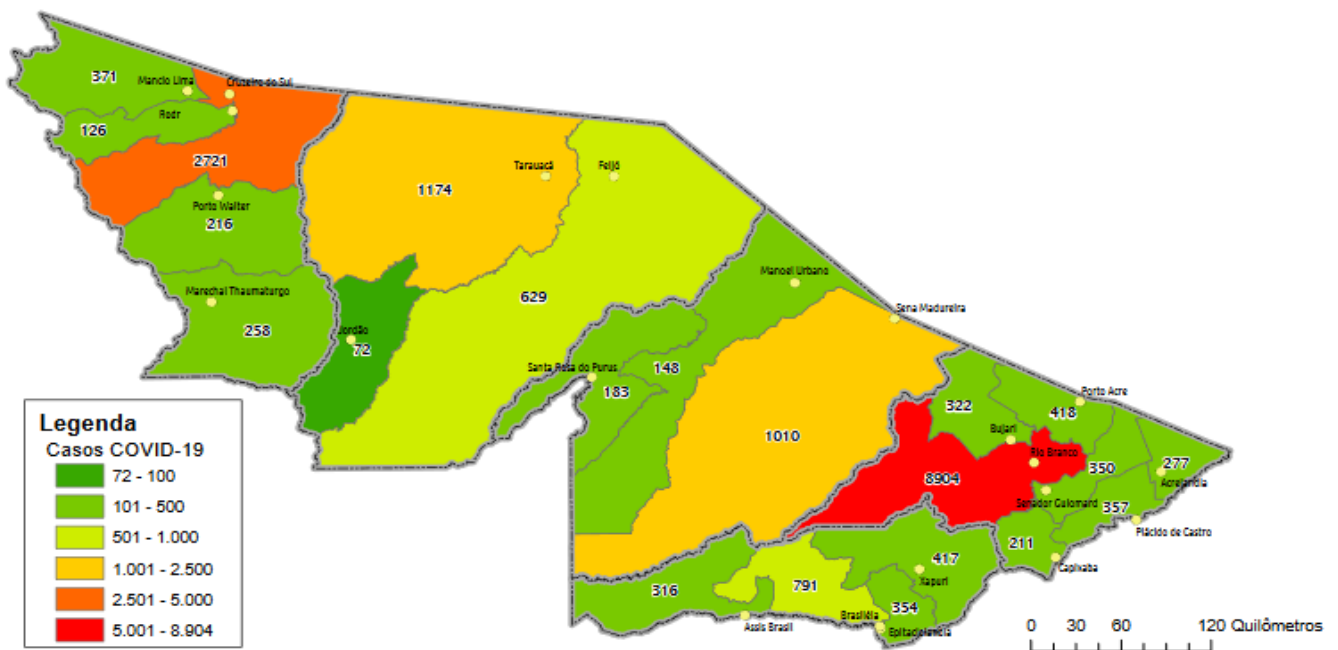 371
Mancio Lima
Cruzeiro do Sul
Rodr
126
2721
Porto Walter
216
Marechal Thaumaturgo
258
Tarauacá
Feijó
1174
629
Jordão
72
Manoel Urbano
Sena Madureira
Santa Rosa do Purus
148
183
1010
322
Porto Acre
418
Bujari
Rio Branco
8904
350
277
Acrelandia
Senador Guiomard
357
Plácido de Castro
211
Capixaba
417
Xapuri
316
791
354
Assis Brasil
Brasiléia
Epitaciolancia
Legenda
Casos COVID-19
72 - 100
101 - 500
501 - 1.000
1.001 - 2.500
2.501 - 5.000
5.001 - 8.904
0 30 60 120 Quilômetros